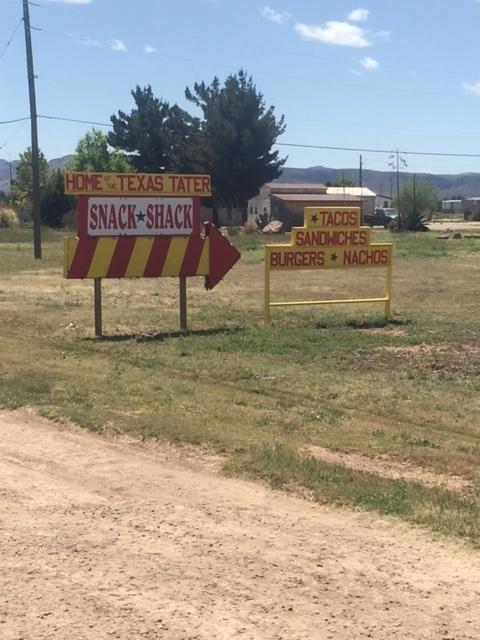 HOME OF THE TEXAS TATER
SNACK★SHACK
★TACOS
SANDWICHES
BURGERS ★ NACHOS